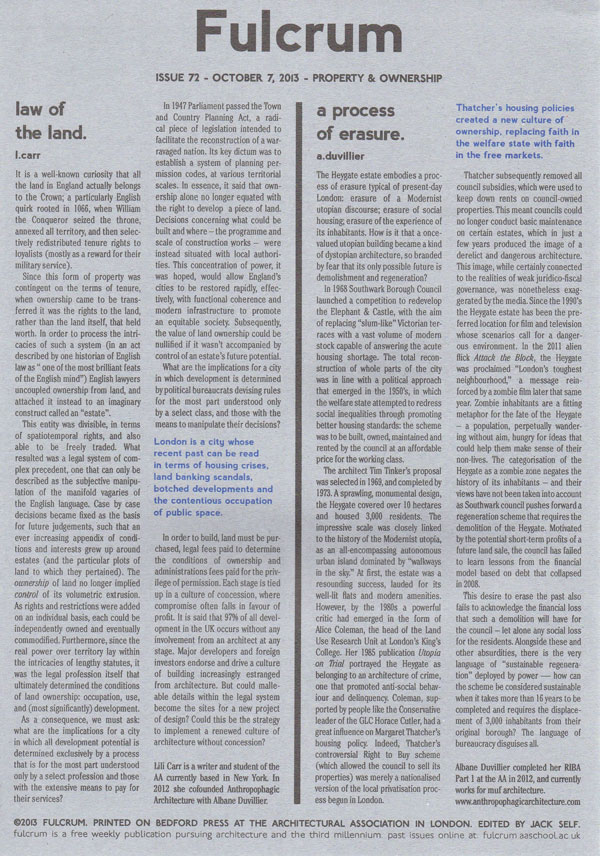 Fulcrum
ISSUE 72 - OCTOBER 7, 2013 - PROPERTY & OWNERSHIP
law of
the land.
l.carr
It is a well-known curiosity that all
the land in England actually belongs
to the Crown; a particularly English
quirk rooted in 1066, when William
the Conqueror seized the throne,
annexed all territory, and then selec-
tively redistributed tenure rights to
loyalists (mostly as a reward for their
military service).
Since this form of property was
contingent on the terms of tenure,
when ownership came to be trans-
ferred it was the rights to the land,
rather than the land itself, that held
worth. In order to process the intri-
cacies of such a system (in an act
described by one historian of English
law as “ one of the most brilliant feats
of the English mind”) English lawyers
uncoupled ownership from land, and
attached it instead to an imaginary
construct called an “estate”.
This entity was divisible, in terms
of spatiotemporal rights, and also
able to be freely traded. What
resulted was a legal system of com-
plex precedent, one that can only be
described as the subjective manipu-
lation of the manifold vagaries of
the English language. Case by case
decisions became fixed as the basis
for future judgements, such that an
ever increasing appendix of condi-
tions and interests grew up around
estates (and the particular plots of
land to which they pertained). The
ownership of land no longer implied
control of its volumetric extrusion.
As rights and restrictions were added
on an individual basis, each could be
independently owned and eventually
commodified. Furthermore, since the
real power over territory lay within
the intricacies of lengthy statutes, it
was the legal profession itself that
ultimately determined the conditions
of land ownership: occupation, use,
and (most significantly) development.
As a consequence, we must ask:
what are the implications for a city
in which all development potential is
determined exclusively by a process
that is for the most part understood
only by a select profession and those
with the extensive means to pay for
their services?
In 1947 Parliament passed the Town
and Country Planning Act, a radi-
cal piece of legislation intended to
facilitate the reconstruction of a war-
ravaged nation. Its key dictum was to
establish a system of planning per-
mission codes, at various territorial
scales. In essence, it said that own-
ership alone no longer equated with
the right to develop a piece of land.
Decisions concerning what could be
built and where – the programme and
scale of construction works – were
instead situated with local authori-
ties. This concentration of power, it
was hoped, would allow England’s
cities to be restored rapidly, effec-
tively, with functional coherence and
modern infrastructure to promote
an equitable society. Subsequently,
the value of land ownership could be
nullified if it wasn’t accompanied by
control of an estate’s future potential.
What are the implications for a city
in which development is determined
by political bureaucrats devising rules
for the most part understood only
by a select class, and those with the
means to manipulate their decisions?
London is a city whose
recent past can be read
in terms of housing crises,
land banking scandals,
botched developments and
the contentious occupation
of public space.
In order to build, land must be pur-
chased, legal fees paid to determine
the conditions of ownership and
administrations fees paid for the priv-
ilege of permission. Each stage is tied
up in a culture of concession, where
compromise often falls in favour of
profit. It is said that 97% of all devel-
opment in the UK occurs without any
involvement from an architect at any
stage. Major developers and foreign
investors endorse and drive a culture
of building increasingly estranged
from architecture. But could malle-
able details within the legal system
become the sites for a new project
of design? Could this be the strategy
to implement a renewed culture of
architecture without concession?
Lili Carr is a writer and student of the
AA currently based in New York. In
2012 she cofounded Anthropophagic
Architecture with Albane Duvillier.
a process
of erasure.
a.duvillier
The Heygate estate embodies a proc-
ess of erasure typical of present-day
London: erasure of a Modernist
utopian discourse; erasure of social
housing; erasure of the experience of
its inhabitants. How is it that a once-
valued utopian building became a kind
of dystopian architecture, so branded
by fear that its only possible future is
demolishment and regeneration?
In 1968 Southwark Borough Council
launched a competition to redevelop
the Elephant & Castle, with the aim
of replacing “slum-like” Victorian ter-
races with a vast volume of modern
stock capable of answering the acute
housing shortage. The total recon-
struction of whole parts of the city
was in line with a political approach
that emerged in the 1950’s, in which
the welfare state attempted to redress
social inequalities through promoting
better housing standards: the scheme
was to be built, owned, maintained and
rented by the council at an affordable
price for the working class.
The architect Tim Tinker’s proposal
was selected in 1969, and completed by
1973. A sprawling, monumental design,
the Heygate covered over 10 hectares
and housed 3,000 residents. The
impressive scale was closely linked
to the history of the Modernist utopia,
as an all-encompassing autonomous
urban island dominated by “walkways
in the sky.” At first, the estate was a
resounding success, lauded for its
well-lit flats and modern amenities.
However, by the 1980s a powerful
critic had emerged in the form of
Alice Coleman, the head of the Land
Use Research Unit at London’s King’s
College. Her 1985 publication Utopia
on Trial portrayed the Heygate as
belonging to an architecture of crime,
one that promoted anti-social behav-
iour and delinquency. Coleman, sup-
ported by people like the Conservative
leader of the GLC Horace Cutler, had a
great influence on Margaret Thatcher’s
housing policy. Indeed, Thatcher’s
controversial Right to Buy scheme
(which allowed the council to sell its
properties) was merely a nationalised
version of the local privatisation proc-
ess begun in London.
Thatcher’s housing policies
created a new culture of
ownership, replacing faith in
the welfare state with faith
in the free markets.
Thatcher subsequently removed all
council subsidies, which were used to
keep down rents on council-owned
properties. This meant councils could
no longer conduct basic maintenance
on certain estates, which in just a
few years produced the image of a
derelict and dangerous architecture.
This image, while certainly connected
to the realities of weak juridico-fiscal
governance, was nonetheless exag-
gerated by the media. Since the 1990’s
the Heygate estate has been the pre-
ferred location for film and television
whose scenarios call for a danger-
ous environment. In the 2011 alien
flick Attack the Block, the Heygate
was proclaimed “London’s toughest
neighbourhood,” a message rein-
forced by a zombie film later that same
year. Zombie inhabitants are a fitting
metaphor for the fate of the Heygate
– a population, perpetually wander-
ing without aim, hungry for ideas that
could help them make sense of their
non-lives. The categorisation of the
Heygate as a zombie zone negates the
history of its inhabitants – and their
views have not been taken into account
as Southwark council pushes forward a
regeneration scheme that requires the
demolition of the Heygate. Motivated
by the potential short-term profits of a
future land sale, the council has failed
to learn lessons from the financial
model based on debt that collapsed
in 2008.
This desire to erase the past also
fails to acknowledge the financial loss
that such a demolition will have for
the council – let alone any social loss
for the residents. Alongside these and
other absurdities, there is the very
language of “sustainable regenera-
tion” deployed by power –– how can
the scheme be considered sustainable
when it takes more than 16 years to be
completed and requires the displace-
ment of 3,000 inhabitants from their
original borough? The language of
bureaucracy disguises all.
Albane Duvillier completed her RIBA
Part 1 at the AA in 2012, and currently
works for muf architecture.
www.anthropophagicarchitecture.com
©2013 FULCRUM. PRINTED ON BEDFORD PRESS AT THE ARCHITECTURAL ASSOCIATION IN LONDON. EDITED BY JACK SELF.
fulcrum is a free weekly publication pursuing architecture and the third millennium. past issues online at: fulcrum.aaschool.ac.uk